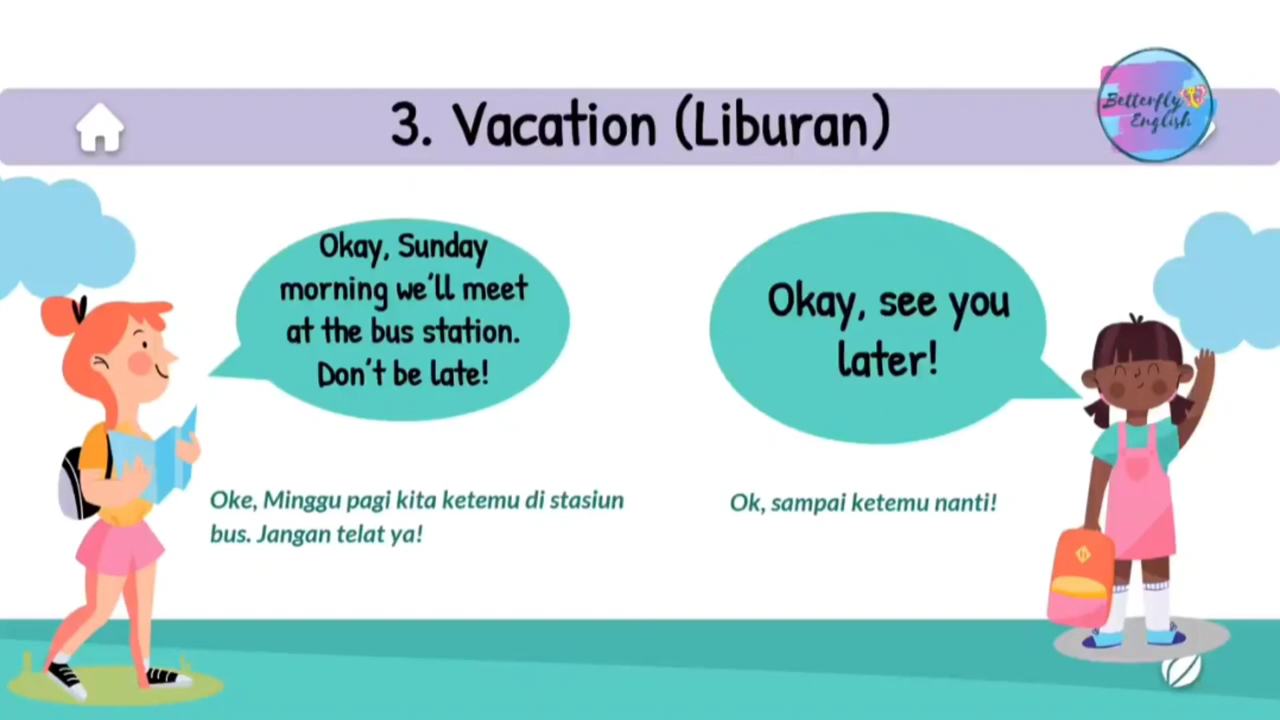 3. Vacation (Liburan)
Betterfly
English
Okay, Sunday
morning we'll meet
at the bus station.
Don't be late!
Okay, see you
later!
Oke, Minggu pagi kita ketemu di stasiun
bus. Jangan telat ya!
Ok, sampai ketemu nanti!